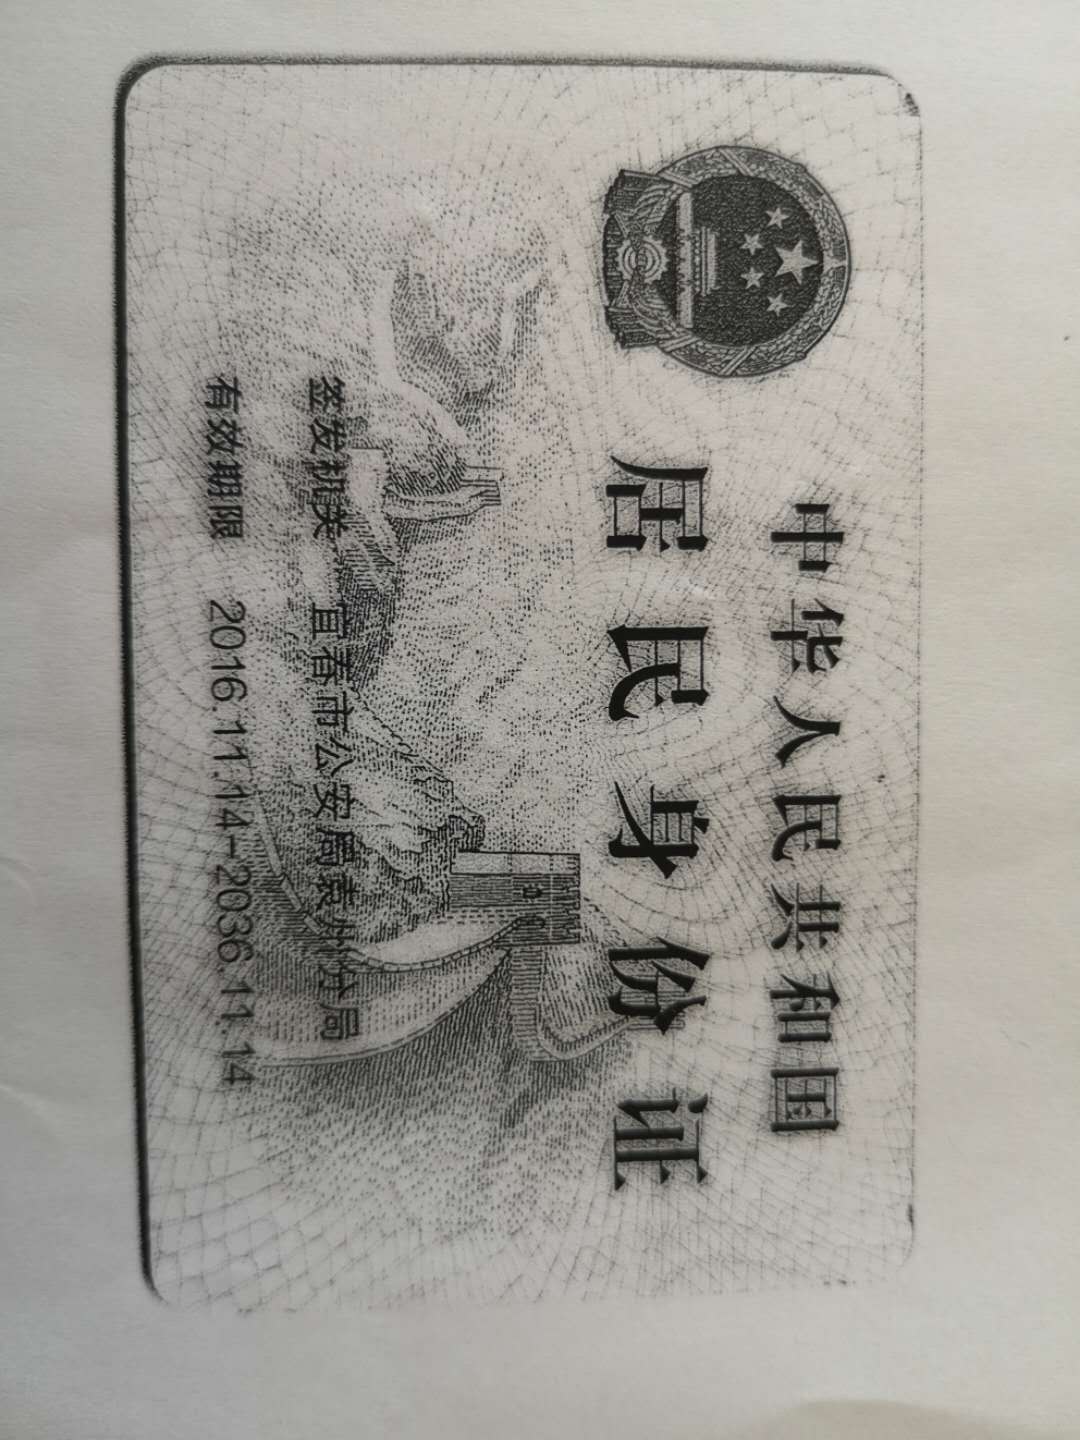 中华人民共和国
居民身份证
签发机关 宜春市公安局袁州分局
有效期限 2016.11.14-2036.11.14